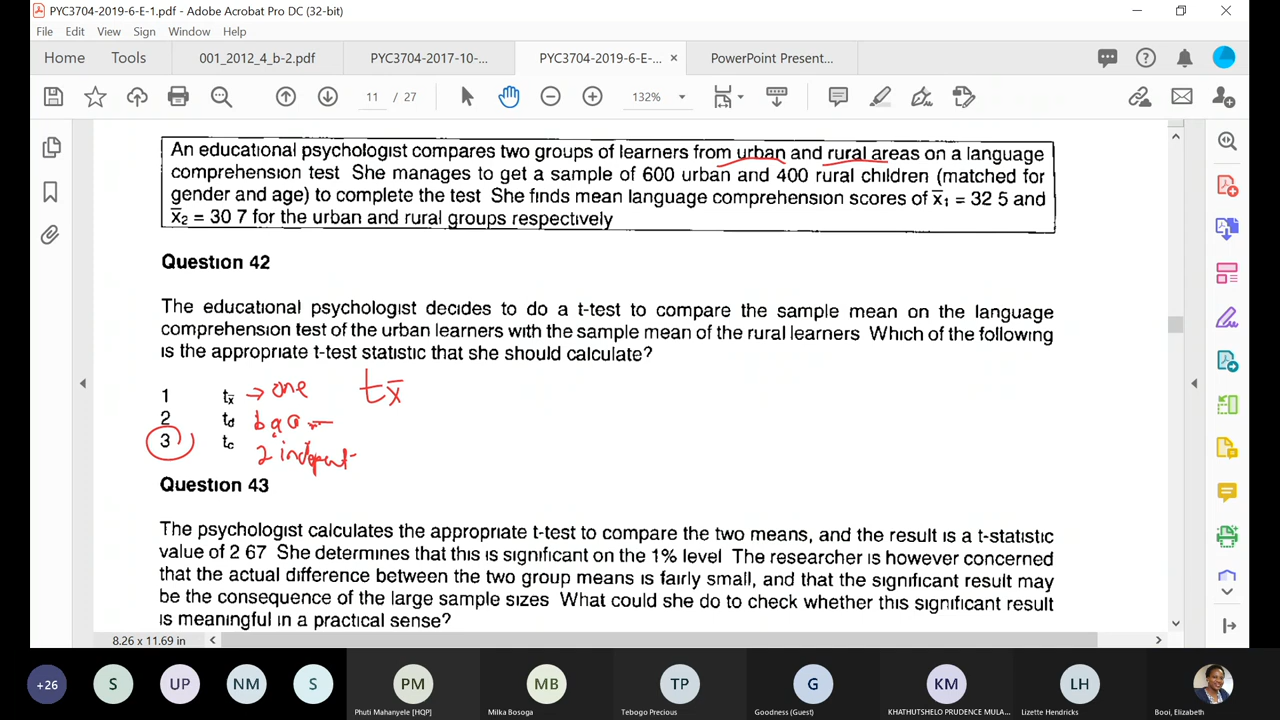 PYC3704-2019-6-E-1.pdf - Adobe Acrobat Pro DC (32-bit)
File Edit View Sign Window Help
Home Tools 001_2012_4_b-2.pdf PYC3704-2017-10-... PYC3704-2019-6-E-... × PowerPoint Present...
11 / 27 132%
An educational psychologist compares two groups of learners from urban and rural areas on a language
comprehension test She manages to get a sample of 600 urban and 400 rural children (matched for
gender and age) to complete the test She finds mean language comprehension scores of x̅₁ = 32 5 and
x̅₂ = 30 7 for the urban and rural groups respectively
Question 42
The educational psychologist decides to do a t-test to compare the sample mean on the language
comprehension test of the urban learners with the sample mean of the rural learners Which of the following
is the appropriate t-test statistic that she should calculate?
1 tx̅ → one tx̅
2 td
3 tc
2
Question 43
The psychologist calculates the appropriate t-test to compare the two means, and the result is a t-statistic
value of 2 67 She determines that this is significant on the 1% level The researcher is however concerned
that the actual difference between the two group means is fairly small, and that the significant result may
be the consequence of the large sample sizes What could she do to check whether this significant result
is meaningful in a practical sense?
8.26 x 11.69 in
+26 S UP NM S PM MB TP G KM LH
Phuti Mahanyele [HQP] Milka Bosoga Tebogo Precious Goodness (Guest) KHATHUTSHELO PRUDENCE MULA... Lizette Hendricks Booi, Elizabeth